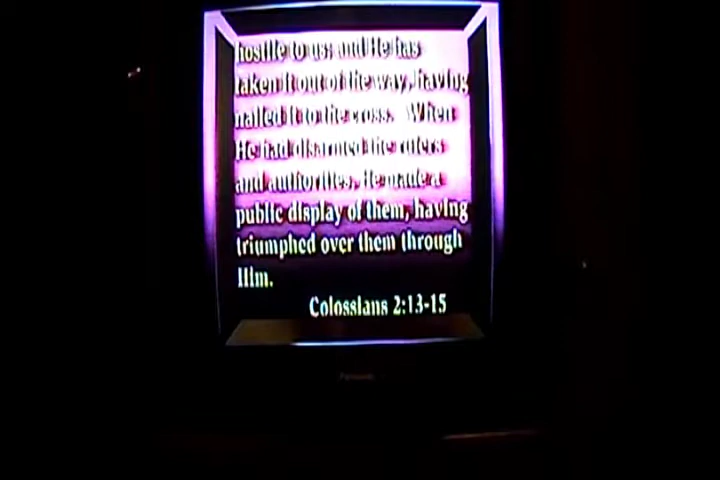 hostile to us; and He has
taken it out of the way, having
nailed it to the cross. When
He had disarmed the rulers
and authorities, He made a
public display of them, having
triumphed over them through
Him.
Colossians 2:13-15
Panasonic